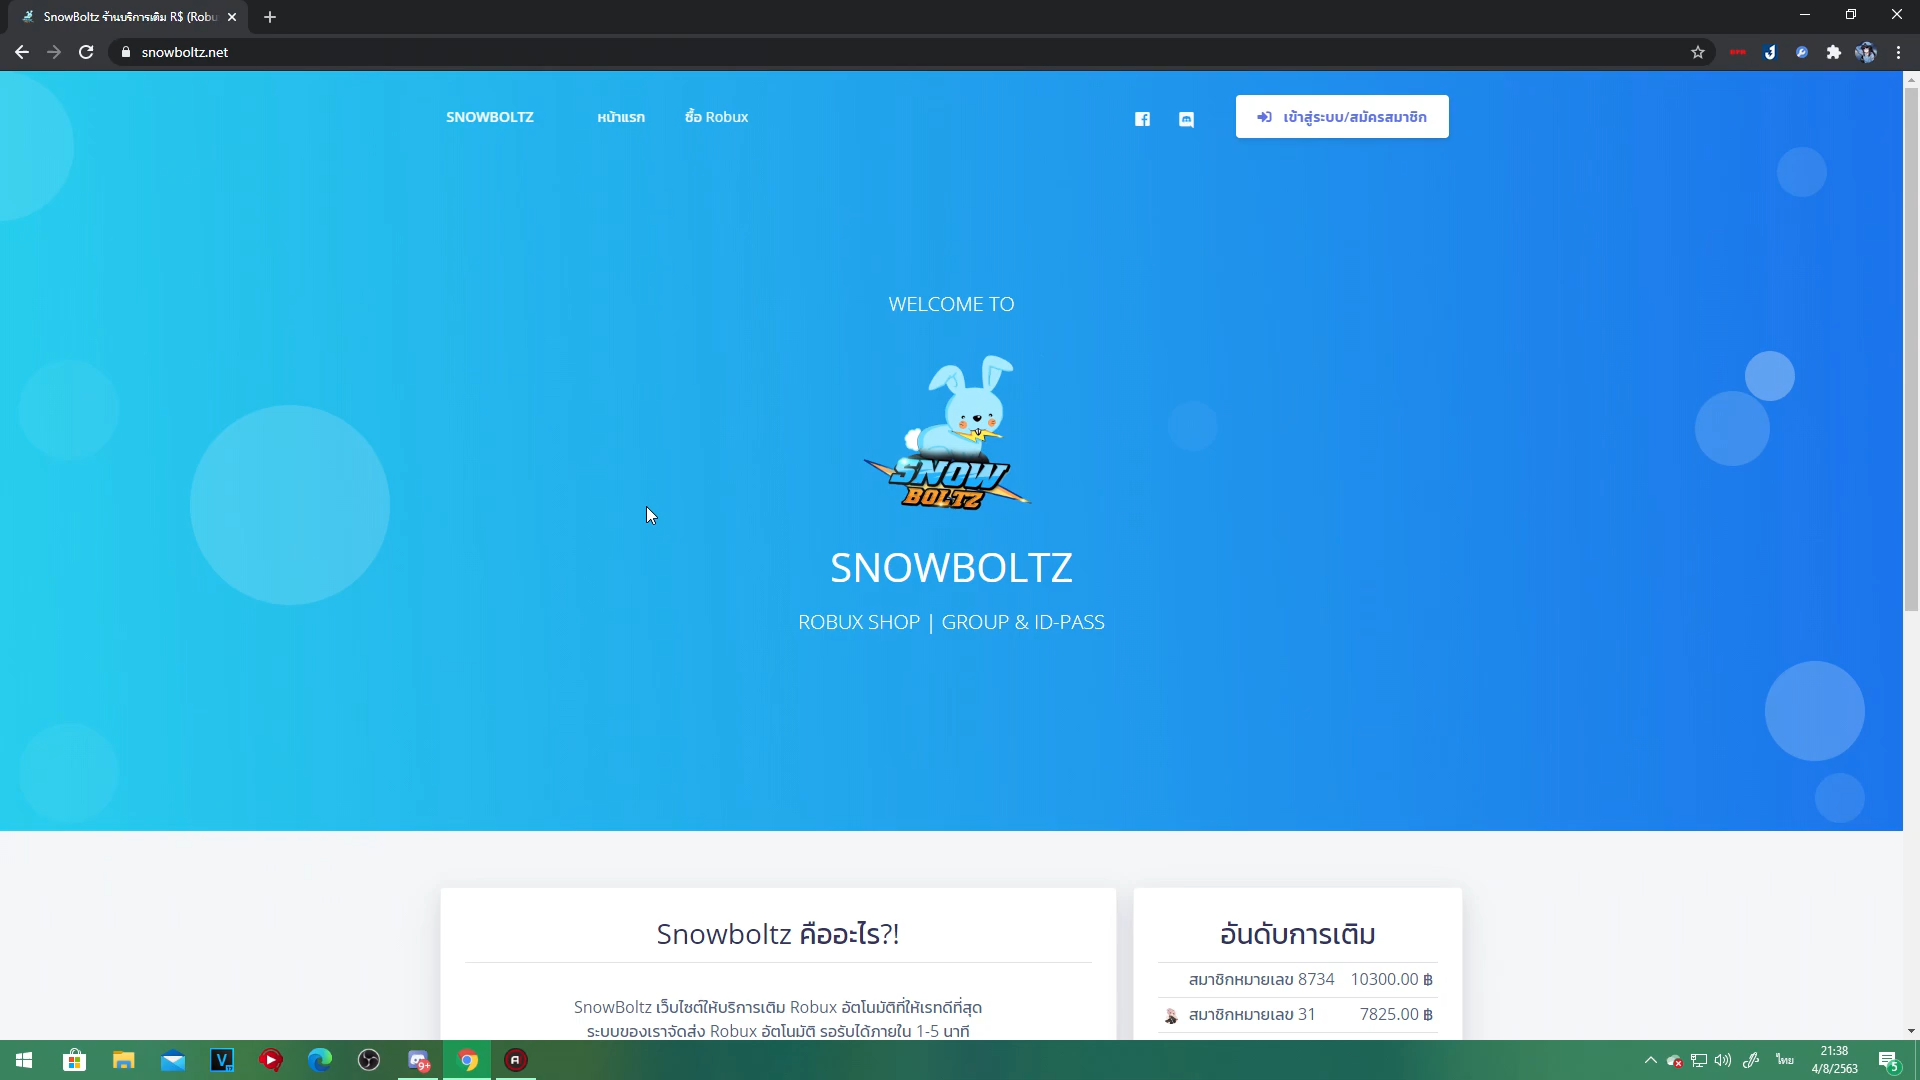 SnowBoltz ร้านบริการเติม R$ (Robu
snowboltz.net
SNOWBOLTZ
หน้าแรก
ซื้อ Robux
เข้าสู่ระบบ/สมัครสมาชิก
WELCOME TO
SNOW
BOLTZ
SNOWBOLTZ
ROBUX SHOP | GROUP & ID-PASS
Snowboltz คืออะไร?!
SnowBoltz เว็บไซต์ให้บริการเติม Robux อัตโนมัติที่ให้เรทดีที่สุด
ระบบของเราจัดส่ง Robux อัตโนมัติ รอรับได้ภายใน 1-5 นาที
อันดับการเติม
สมาชิกหมายเลข 8734 10300.00 ฿
สมาชิกหมายเลข 31 7825.00 ฿
9+
ไทย
21:38
4/8/2563
5